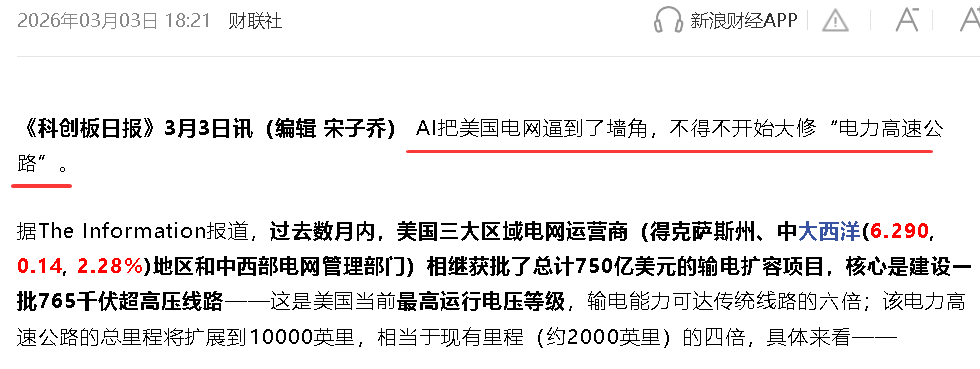 2026年03月03日 18:21 财联社 新浪财经APP A- A
《科创板日报》3月3日讯（编辑 宋子乔） AI把美国电网逼到了墙角，不得不开始大修“电力高速公
路”。
据The Information报道，过去数月内，美国三大区域电网运营商（得克萨斯州、中大西洋(6.290,
0.14, 2.28%)地区和中西部电网管理部门）相继获批了总计750亿美元的输电扩容项目，核心是建设一
批765千伏超高压线路——这是美国当前最高运行电压等级，输电能力可达传统线路的六倍；该电力高
速公路的总里程将扩展到10000英里，相当于现有里程（约2000英里）的四倍，具体来看——